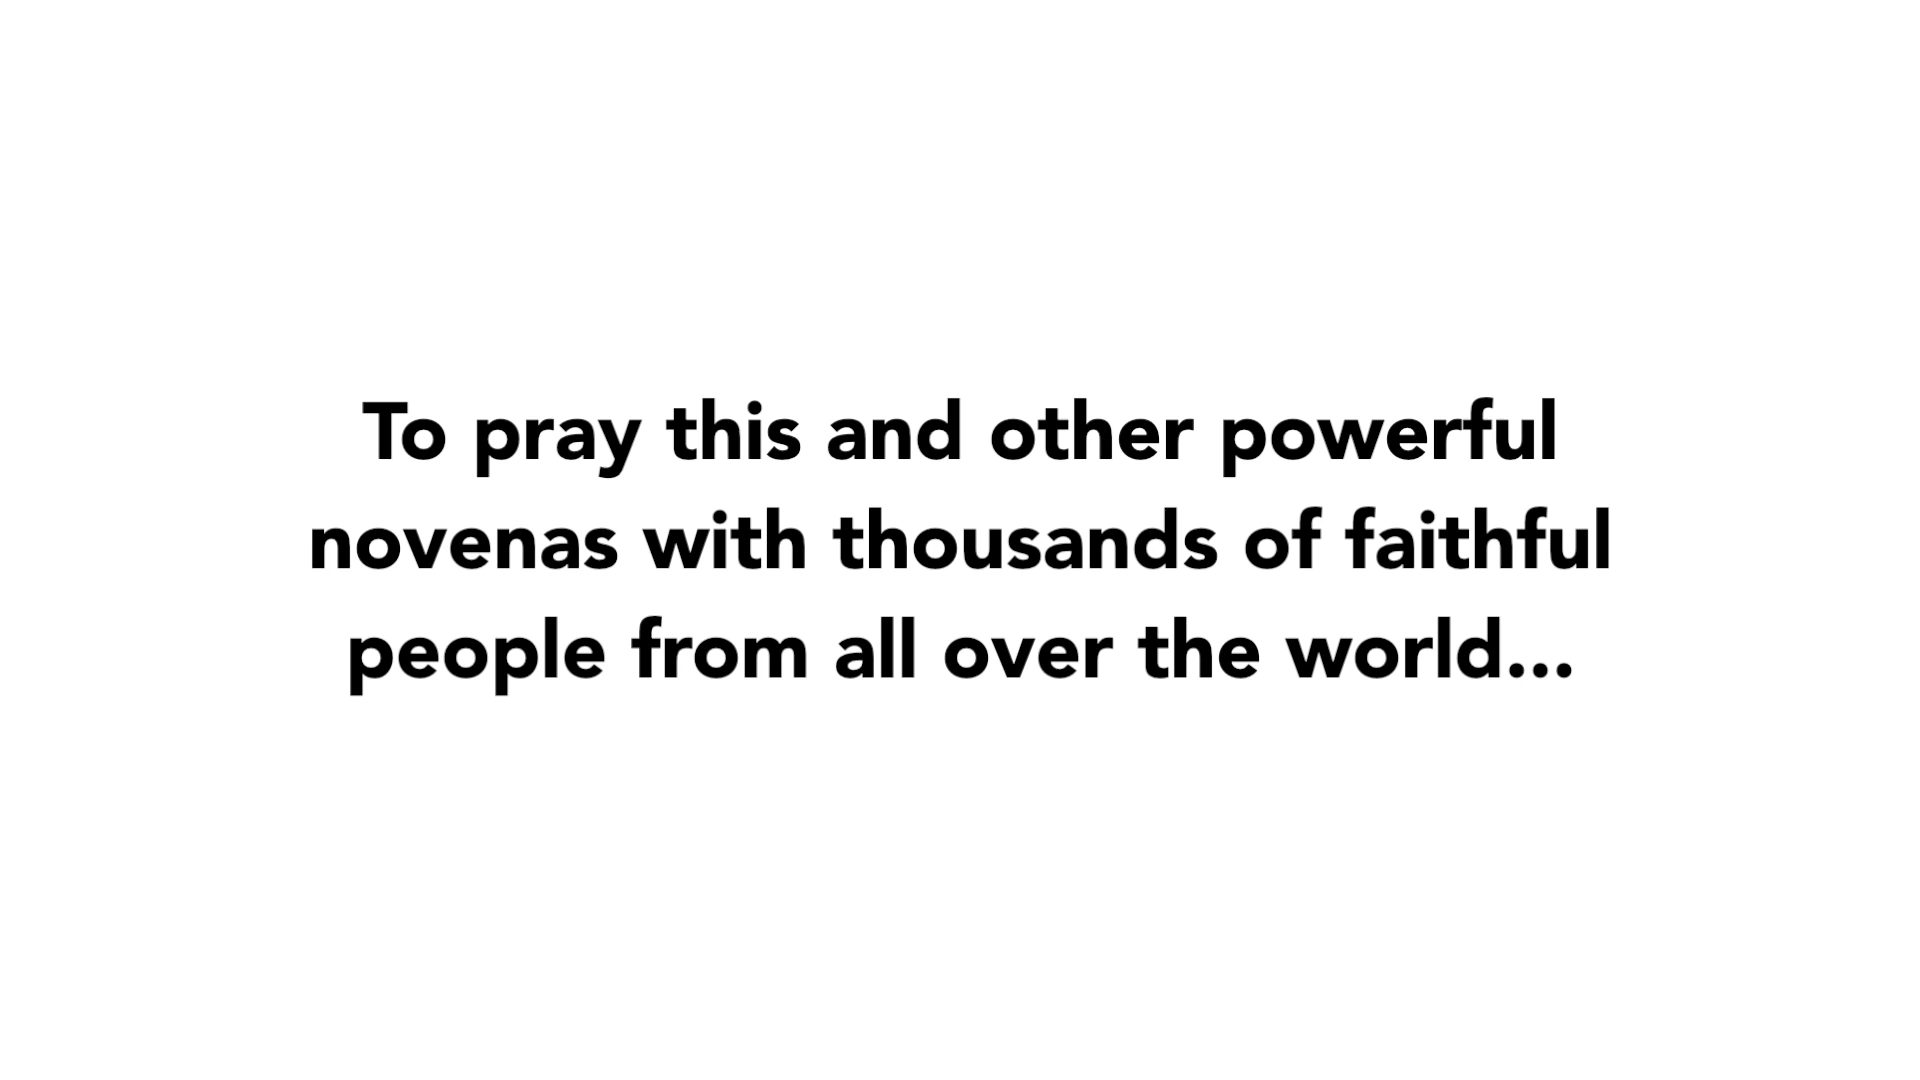 To pray this and other powerful
novenas with thousands of faithful
people from all over the world...